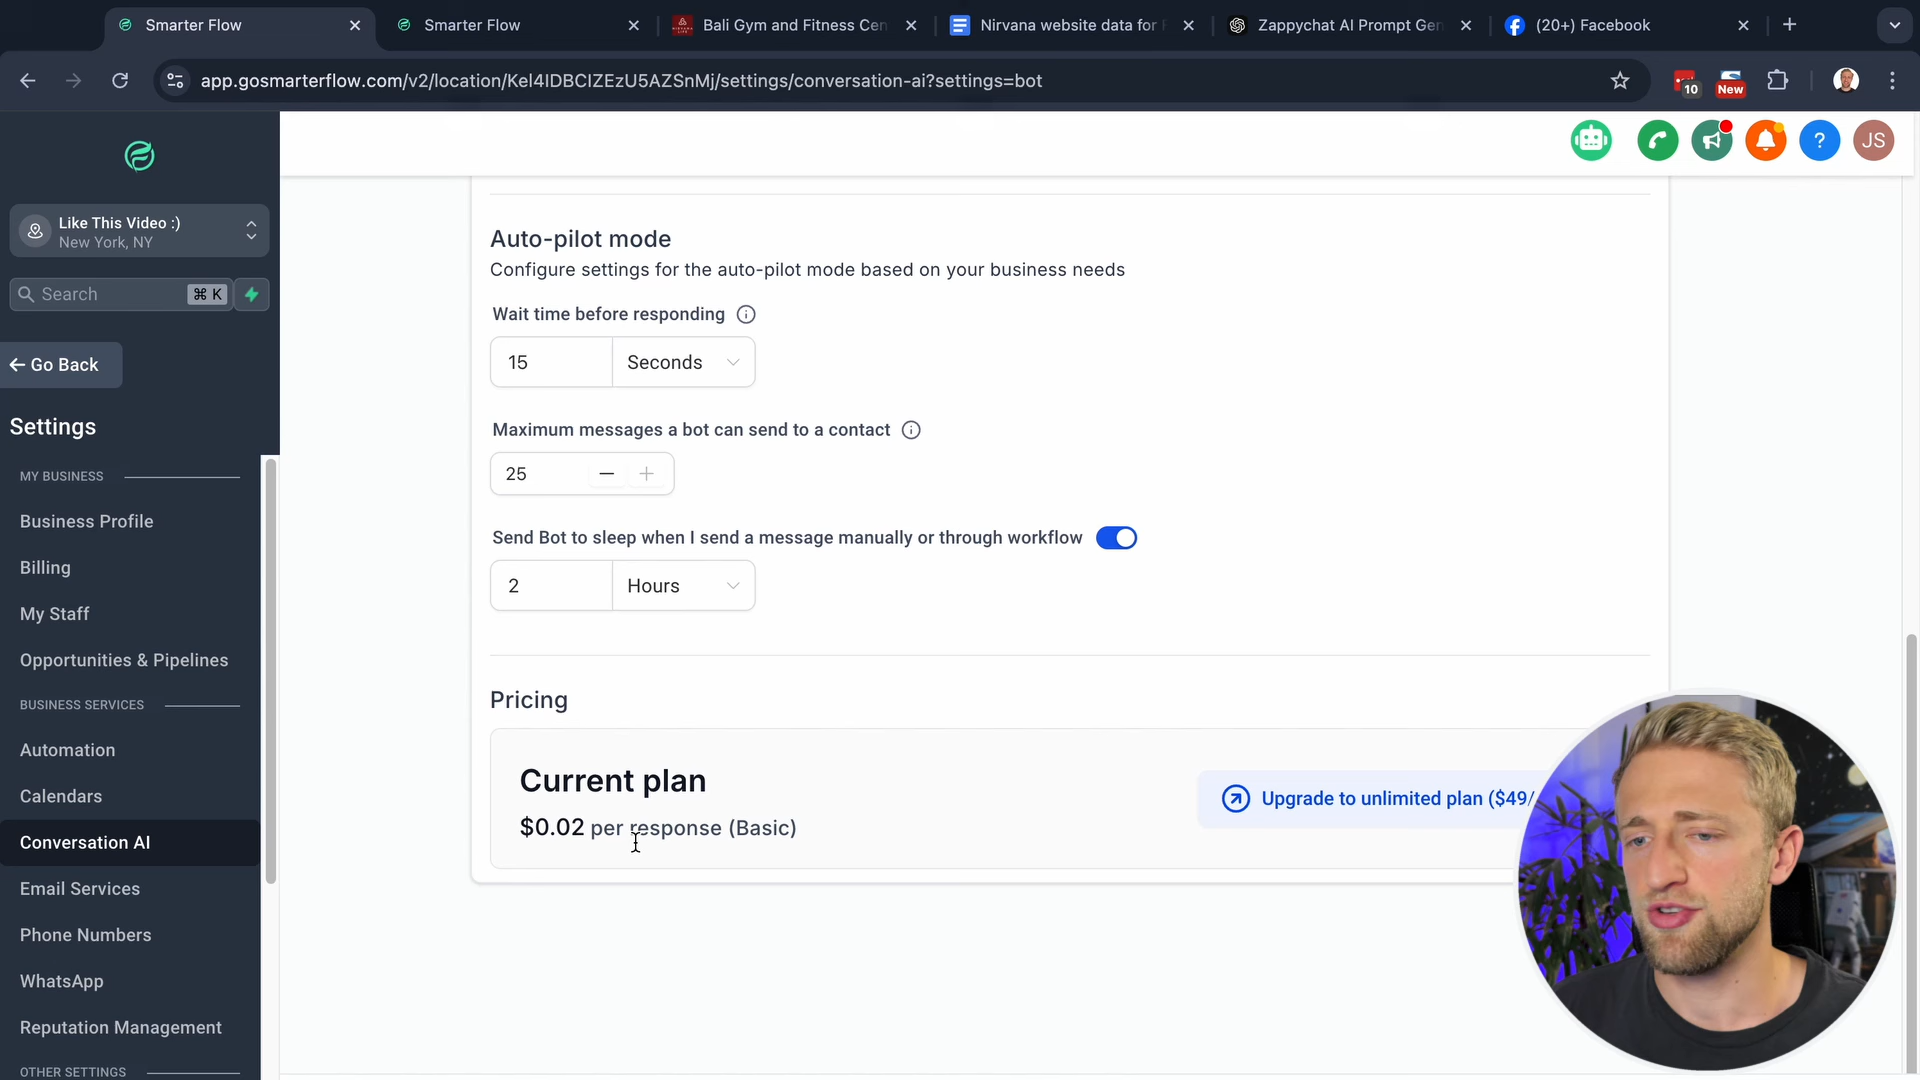 Smarter Flow
Smarter Flow
Bali Gym and Fitness Cen
Nirvana website data for
Zappychat AI Prompt Gen
(20+) Facebook
app.gosmarterflow.com/v2/location/Kel4IDBCIZEzU5AZSnMj/settings/conversation-ai?settings=bot
10
New
?
JS
Like This Video :)
New York, NY
Search
⌘ K
Go Back
Settings
MY BUSINESS
Business Profile
Billing
My Staff
Opportunities & Pipelines
BUSINESS SERVICES
Automation
Calendars
Conversation AI
Email Services
Phone Numbers
WhatsApp
Reputation Management
OTHER SETTINGS
Auto-pilot mode
Configure settings for the auto-pilot mode based on your business needs
Wait time before responding
15 Seconds
Maximum messages a bot can send to a contact
25
Send Bot to sleep when I send a message manually or through workflow
2 Hours
Pricing
Current plan
$0.02 per response (Basic)
Upgrade to unlimited plan ($49/